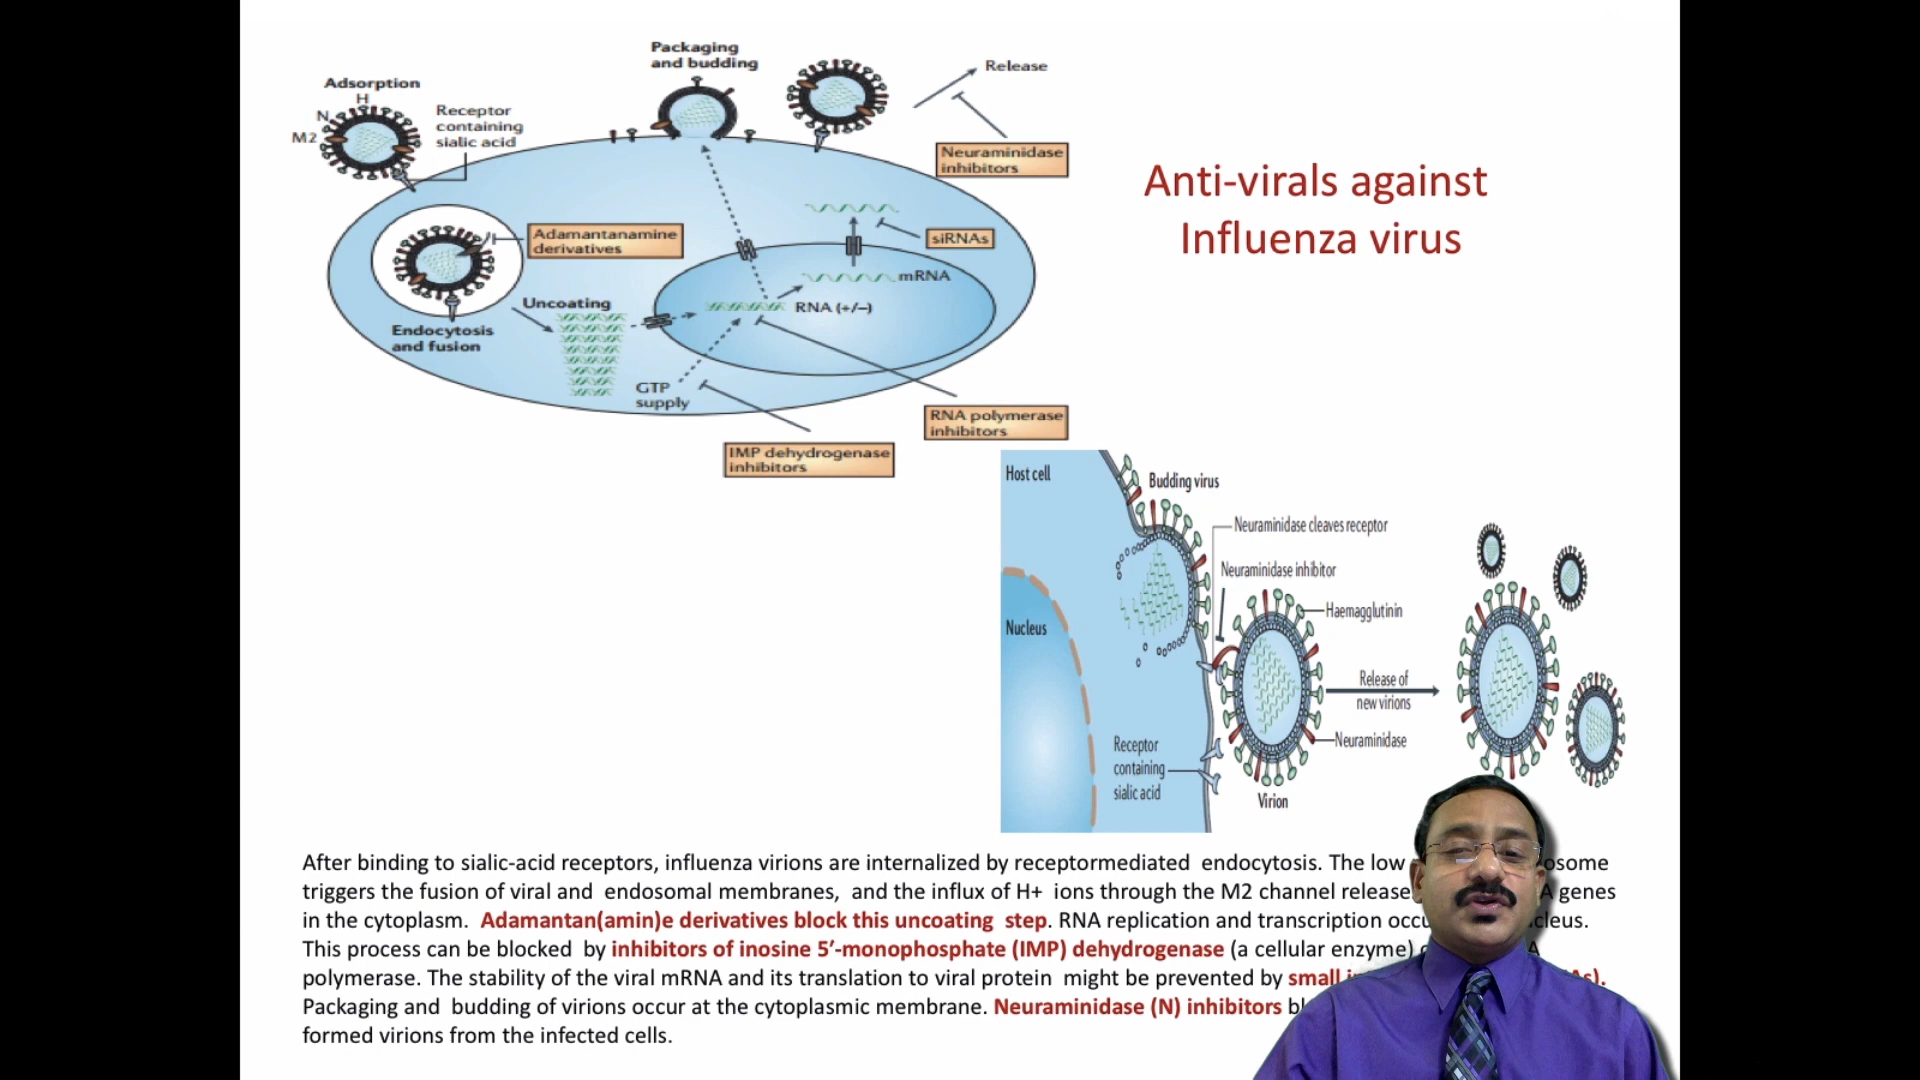 Packaging
and budding
Release
Adsorption
H
N
M2
Receptor
containing
sialic acid
Neuraminidase
inhibitors
Anti-virals against
Influenza virus
Adamantanamine
derivatives
siRNAs
mRNA
Uncoating
RNA (+/–)
Endocytosis
and fusion
GTP
supply
RNA polymerase
inhibitors
IMP dehydrogenase
inhibitors
Host cell
Budding virus
Neuraminidase cleaves receptor
Neuraminidase inhibitor
Haemagglutinin
Nucleus
Release of
new virions
Neuraminidase
Receptor
containing
sialic acid
Virion
After binding to sialic-acid receptors, influenza virions are internalized by receptormediated endocytosis. The low
triggers the fusion of viral and endosomal membranes, and the influx of H+ ions through the M2 channel genes
in the cytoplasm. Adamantan(amin)e derivatives block this uncoating step. RNA replication and transcription
This process can be blocked by inhibitors of inosine 5’-monophosphate (IMP) dehydrogenase (a cellular enzyme)
polymerase. The stability of the viral mRNA and its translation to viral protein might be prevented by small
Packaging and budding of virions occur at the cytoplasmic membrane. Neuraminidase (N) inhibitors
formed virions from the infected cells.